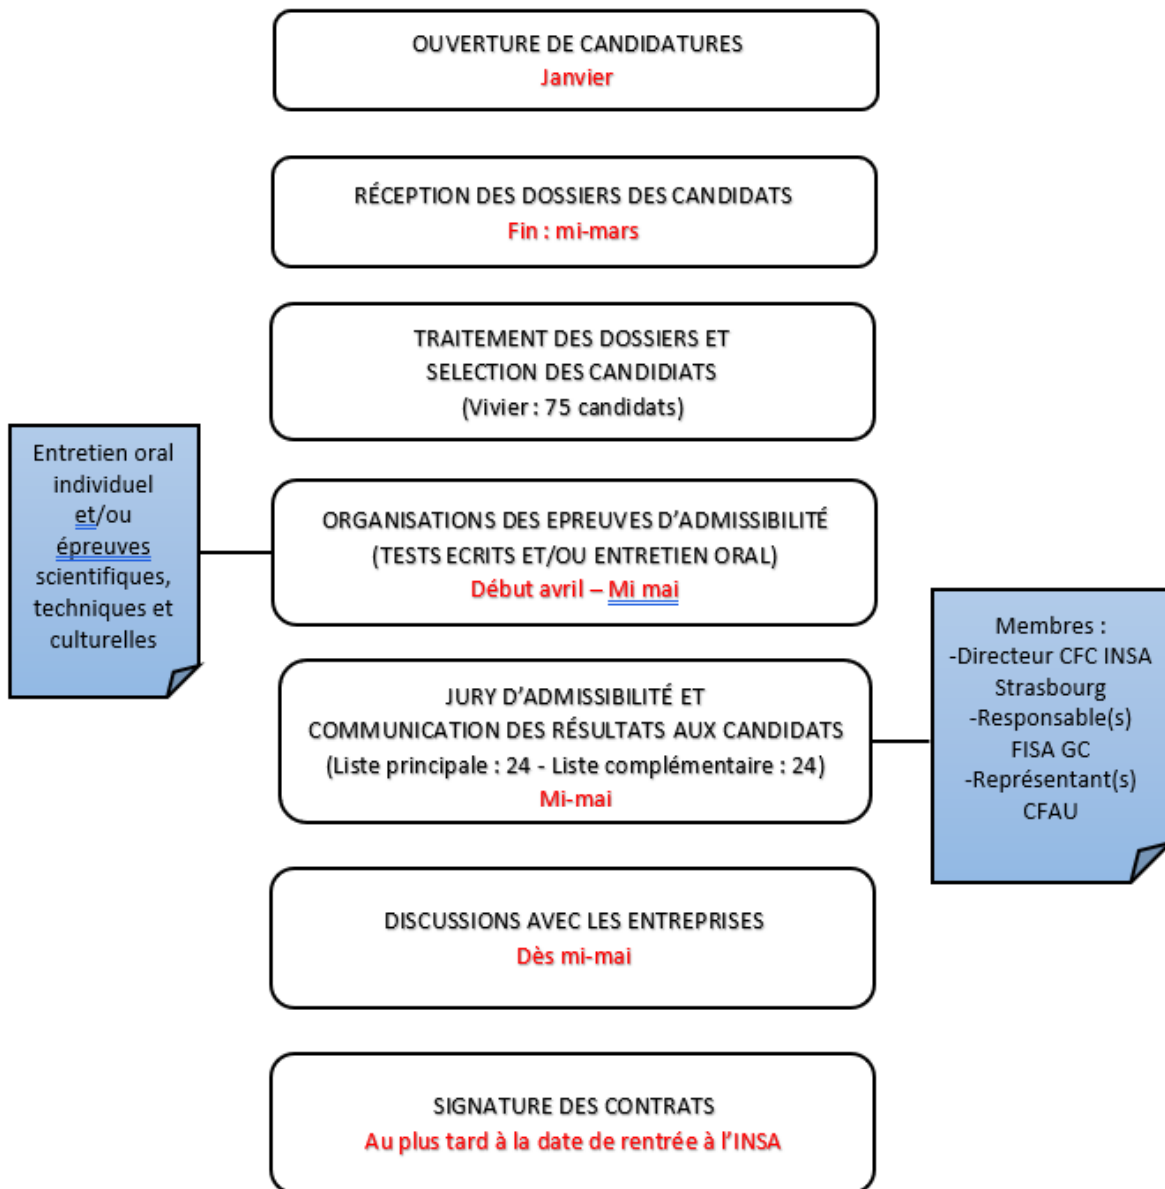 OUVERTURE DE CANDIDATURES
Janvier
RÉCEPTION DES DOSSIERS DES CANDIDATS
Fin : mi-mars
TRAITEMENT DES DOSSIERS ET
SELECTION DES CANDIDIATS
(Vivier : 75 candidats)
Entretien oral
individuel
et/ou
épreuves
scientifiques,
techniques et
culturelles
ORGANISATIONS DES EPREUVES D'ADMISSIBILITÉ
(TESTS ECRITS ET/OU ENTRETIEN ORAL)
Début avril – Mi mai
JURY D'ADMISSIBILITÉ ET
COMMUNICATION DES RÉSULTATS AUX CANDIDATS
(Liste principale : 24 - Liste complémentaire : 24)
Mi-mai
Membres :
-Directeur CFC INSA
Strasbourg
-Responsable(s)
FISA GC
-Représentant(s)
CFAU
DISCUSSIONS AVEC LES ENTREPRISES
Dès mi-mai
SIGNATURE DES CONTRATS
Au plus tard à la date de rentrée à l'INSA